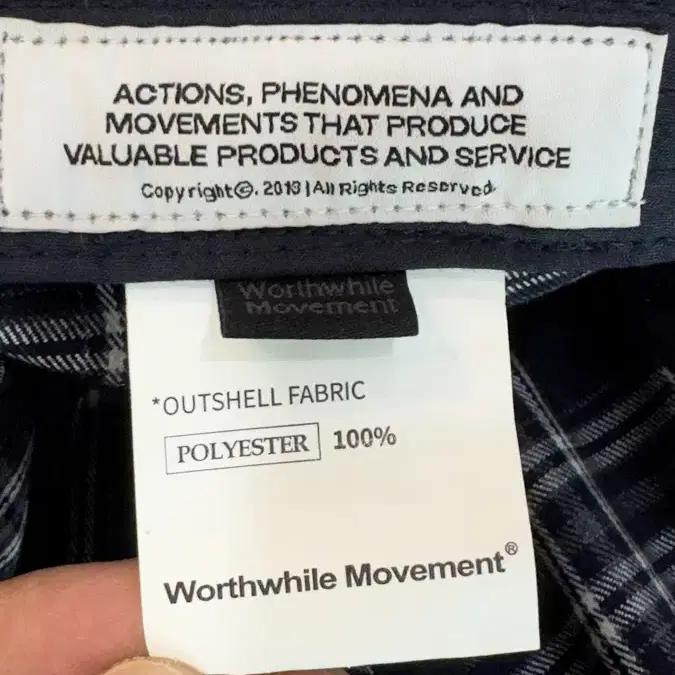 ACTIONS, PHENOMENA AND
MOVEMENTS THAT PRODUCE
VALUABLE PRODUCTS AND SERVICE
Copyright©. 2018 | All Rights Reserved.
Worthwhile
Movement
*OUTSHELL FABRIC
POLYESTER 100%
Worthwhile Movement®